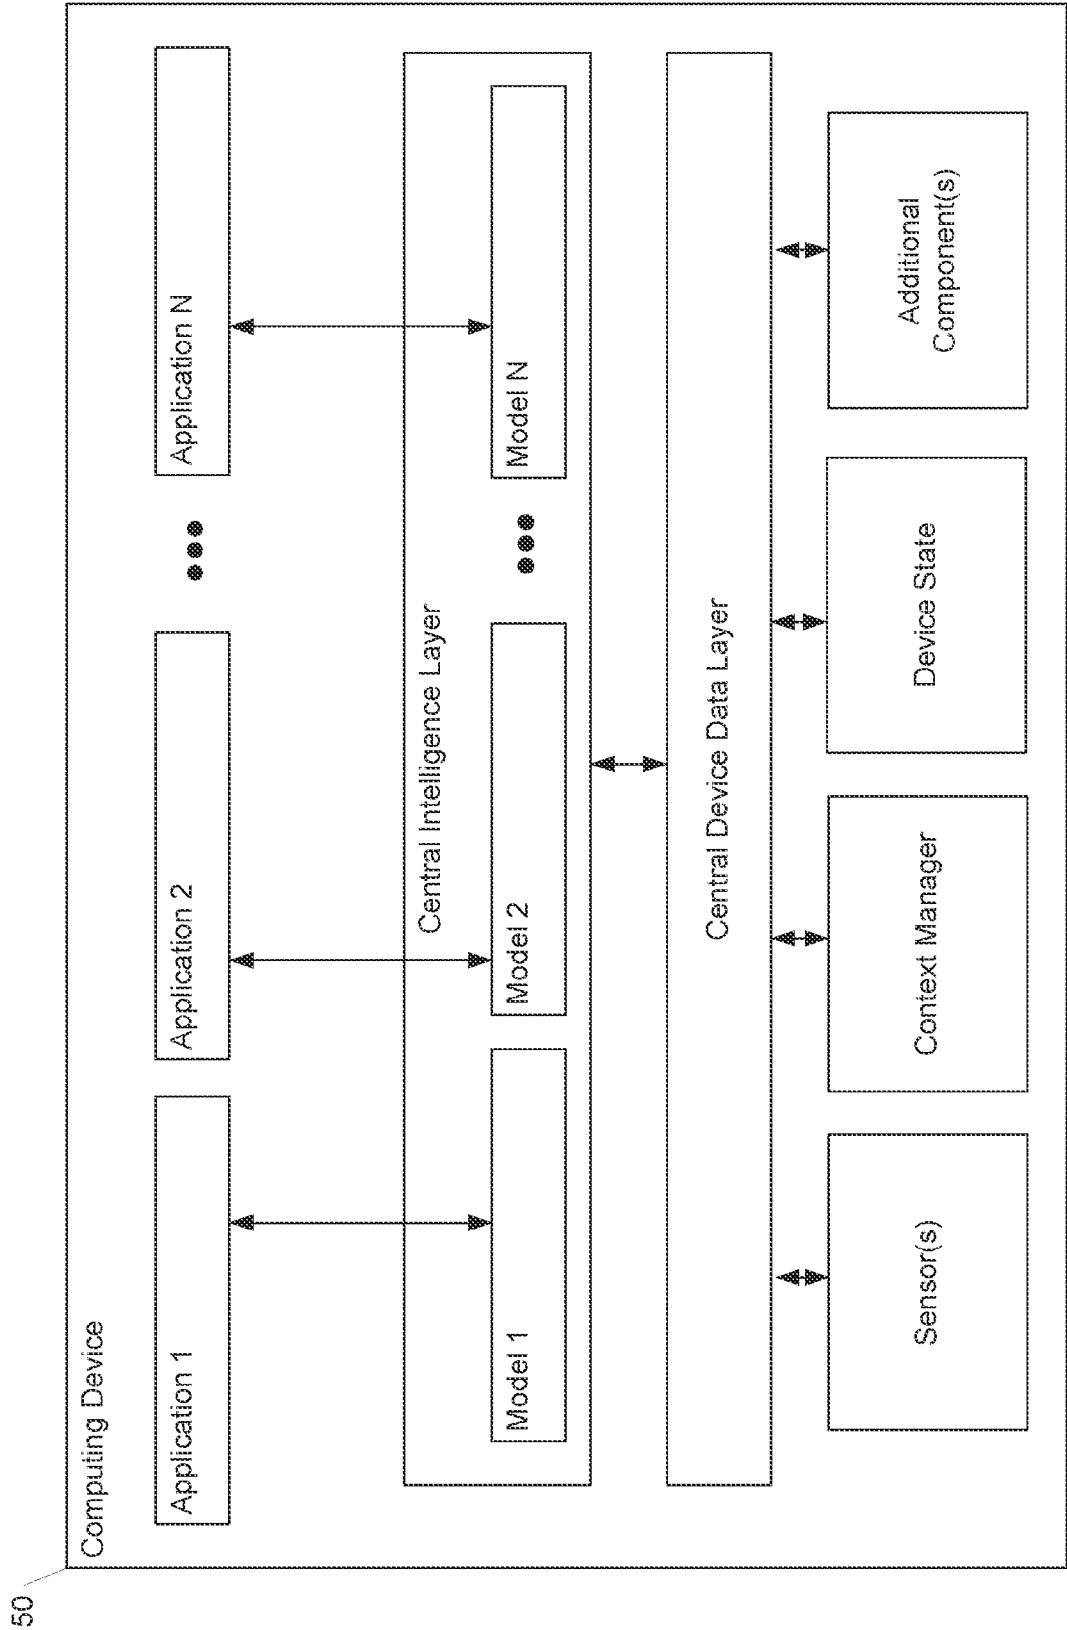 50
Computing Device
Application 1
Application 2
Application N
Central Intelligence Layer
Model 1
Model 2
Model N
Central Device Data Layer
Sensor(s)
Context Manager
Device State
Additional
Component(s)